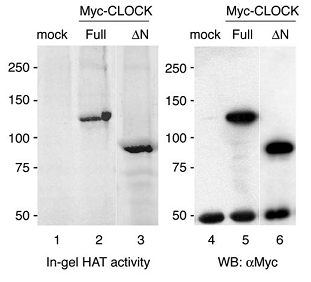 Myc-CLOCK Myc-CLOCK
mock Full ΔN mock Full ΔN
250 - 250 -
150 - 150 -
100 - 100 -
75 - 75 -
50 - 50 -
1 2 3 4 5 6
In-gel HAT activity WB: αMyc